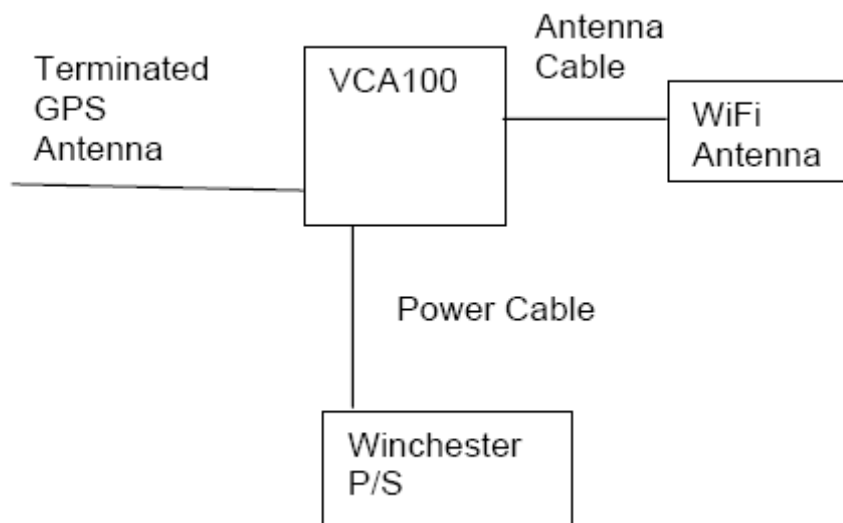 Terminated
GPS
Antenna
VCA100
Antenna
Cable
WiFi
Antenna
Power Cable
Winchester
P/S